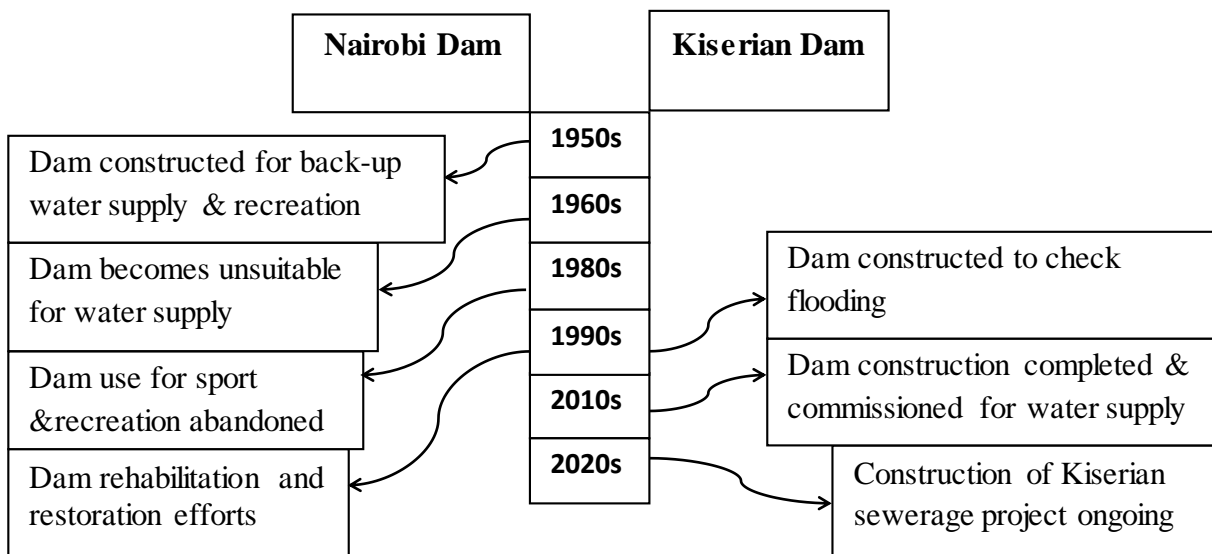 Nairobi Dam
Kiserian Dam
1950s
1960s
1980s
1990s
2010s
2020s
Dam constructed for back-up
water supply & recreation
Dam becomes unsuitable
for water supply
Dam use for sport
&recreation abandoned
Dam rehabilitation and
restoration efforts
Dam constructed to check
flooding
Dam construction completed &
commissioned for water supply
Construction of Kiserian
sewerage project ongoing